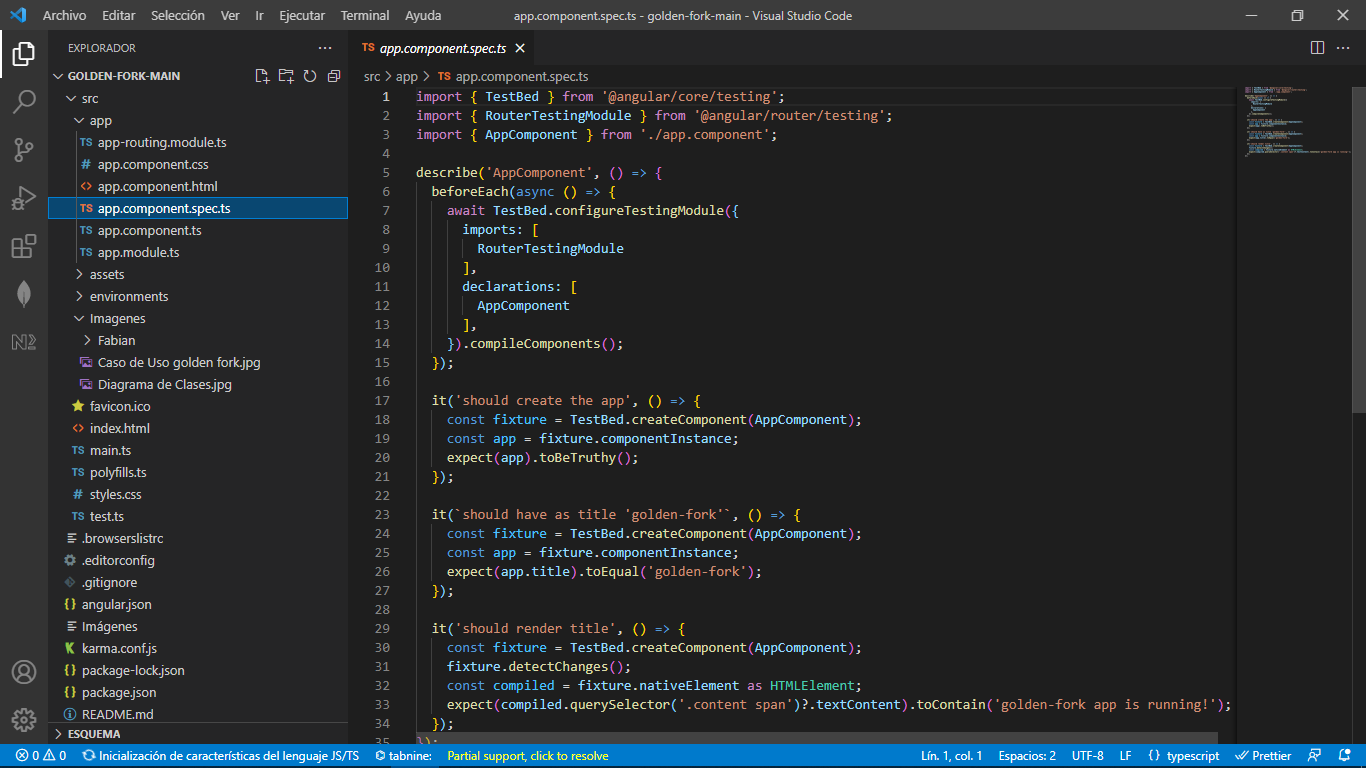 Archivo Editar Selección Ver Ir Ejecutar Terminal Ayuda app.component.spec.ts - golden-fork-main - Visual Studio Code
EXPLORADOR
GOLDEN-FORK-MAIN
src
app
TS app-routing.module.ts
# app.component.css
<> app.component.html
TS app.component.spec.ts
TS app.component.ts
TS app.module.ts
assets
environments
Imagenes
Fabian
Caso de Uso golden fork.jpg
Diagrama de Clases.jpg
favicon.ico
<> index.html
TS main.ts
TS polyfills.ts
# styles.css
TS test.ts
.browserslistrc
.editorconfig
.gitignore
{} angular.json
Imágenes
karma.conf.js
{} package-lock.json
{} package.json
README.md
ESQUEMA
TS app.component.spec.ts
src > app > TS app.component.spec.ts
1 import { TestBed } from '@angular/core/testing';
2 import { RouterTestingModule } from '@angular/router/testing';
3 import { AppComponent } from './app.component';
4
5 describe('AppComponent', () => {
6 beforeEach(async () => {
7 await TestBed.configureTestingModule({
8 imports: [
9 RouterTestingModule
10 ],
11 declarations: [
12 AppComponent
13 ],
14 }).compileComponents();
15 });
16
17 it('should create the app', () => {
18 const fixture = TestBed.createComponent(AppComponent);
19 const app = fixture.componentInstance;
20 expect(app).toBeTruthy();
21 });
22
23 it(`should have as title 'golden-fork'`, () => {
24 const fixture = TestBed.createComponent(AppComponent);
25 const app = fixture.componentInstance;
26 expect(app.title).toEqual('golden-fork');
27 });
28
29 it('should render title', () => {
30 const fixture = TestBed.createComponent(AppComponent);
31 fixture.detectChanges();
32 const compiled = fixture.nativeElement as HTMLElement;
33 expect(compiled.querySelector('.content span')?.textContent).toContain('golden-fork app is running!');
34 });
35 });
0 0 Inicialización de características del lenguaje JS/TS tabnine: Partial support, click to resolve Lín. 1, col. 1 Espacios: 2 UTF-8 LF {} typescript Prettier